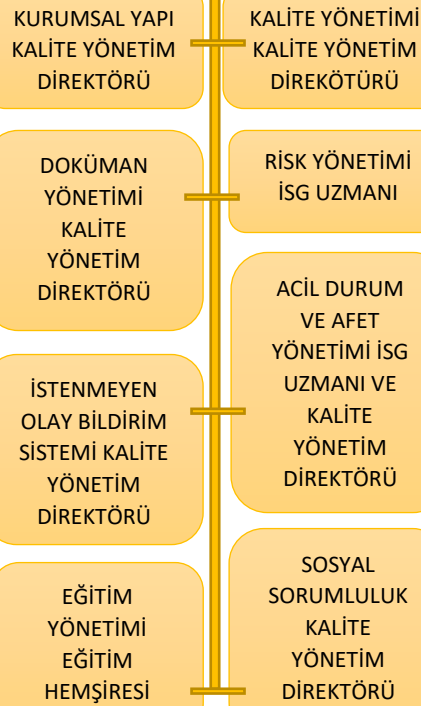 KURUMSAL YAPI
KALİTE YÖNETİM
DİREKTÖRÜ
KALİTE YÖNETİMİ
KALİTE YÖNETİM
DİREKÖTÜRÜ
DOKÜMAN
YÖNETİMİ
KALİTE
YÖNETİM
DİREKTÖRÜ
RİSK YÖNETİMİ
İSG UZMANI
ACİL DURUM
VE AFET
YÖNETİMİ İSG
UZMANI VE
KALİTE
YÖNETİM
DİREKTÖRÜ
İSTENMEYEN
OLAY BİLDİRİM
SİSTEMİ KALİTE
YÖNETİM
DİREKTÖRÜ
EĞİTİM
YÖNETİMİ
EĞİTİM
HEMŞİRESİ
SOSYAL
SORUMLULUK
KALİTE
YÖNETİM
DİREKTÖRÜ